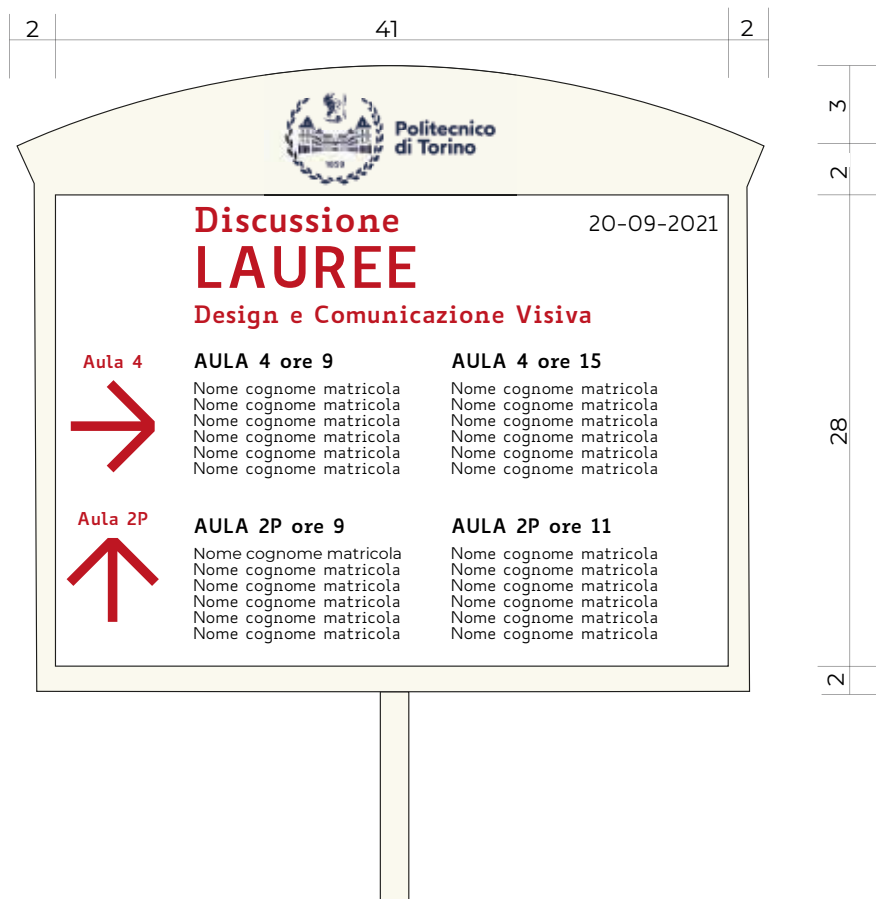 2
41
2
3
2
28
2
Politecnico
di Torino
1859
Discussione
20-09-2021
LAUREE
Design e Comunicazione Visiva
Aula 4
AULA 4 ore 9
Nome cognome matricola
Nome cognome matricola
Nome cognome matricola
Nome cognome matricola
Nome cognome matricola
Nome cognome matricola
AULA 4 ore 15
Nome cognome matricola
Nome cognome matricola
Nome cognome matricola
Nome cognome matricola
Nome cognome matricola
Nome cognome matricola
Aula 2P
AULA 2P ore 9
Nome cognome matricola
Nome cognome matricola
Nome cognome matricola
Nome cognome matricola
Nome cognome matricola
Nome cognome matricola
AULA 2P ore 11
Nome cognome matricola
Nome cognome matricola
Nome cognome matricola
Nome cognome matricola
Nome cognome matricola
Nome cognome matricola